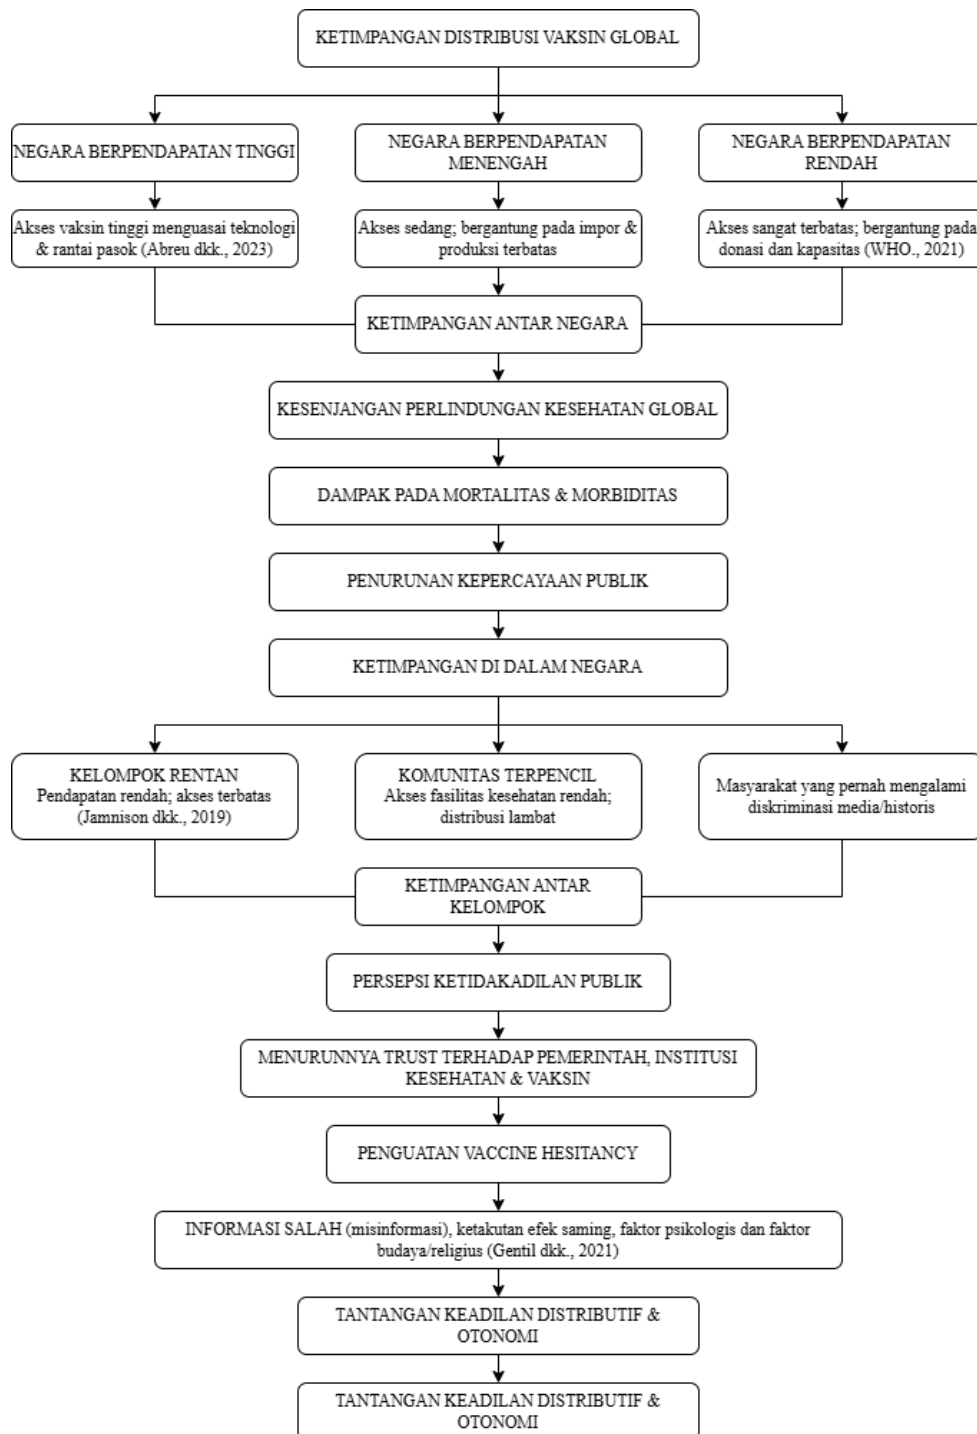 KETIMPANGAN DISTRIBUSI VAKSIN GLOBAL
NEGARA BERPENDAPATAN TINGGI
NEGARA BERPENDAPATAN
MENENGAH
NEGARA BERPENDAPATAN
RENDAH
Akses vaksin tinggi menguasai teknologi
& rantai pasok (Abreu dkk., 2023)
Akses sedang; bergantung pada impor &
produksi terbatas
Akses sangat terbatas; bergantung pada
donasi dan kapasitas (WHO., 2021)
KETIMPANGAN ANTAR NEGARA
KESENJANGAN PERLINDUNGAN KESEHATAN GLOBAL
DAMPAK PADA MORTALITAS & MORBIDITAS
PENURUNAN KEPERCAYAAN PUBLIK
KETIMPANGAN DI DALAM NEGARA
KELOMPOK RENTAN
Pendapatan rendah; akses terbatas
(Jamnison dkk., 2019)
KOMUNITAS TERPENCIL
Akses fasilitas kesehatan rendah;
distribusi lambat
Masyarakat yang pernah mengalami
diskriminasi media/historis
KETIMPANGAN ANTAR
KELOMPOK
PERSEPSI KETIDAKADILAN PUBLIK
MENURUNNYA TRUST TERHADAP PEMERINTAH, INSTITUSI
KESEHATAN & VAKSIN
PENGUATAN VACCINE HESITANCY
INFORMASI SALAH (misinformasi), ketakutan efek saming, faktor psikologis dan faktor
budaya/religius (Gentil dkk., 2021)
TANTANGAN KEADILAN DISTRIBUTIF &
OTONOMI
TANTANGAN KEADILAN DISTRIBUTIF &
OTONOMI